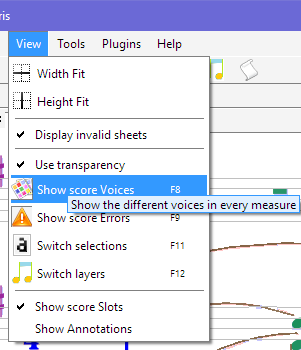 ris
View Tools Plugins Help
Width Fit
Height Fit
Display invalid sheets
Use transparency
Show score Voices F8
Show the different voices in every measure
Show score Errors F9
Switch selections F11
Switch layers F12
Show score Slots
Show Annotations